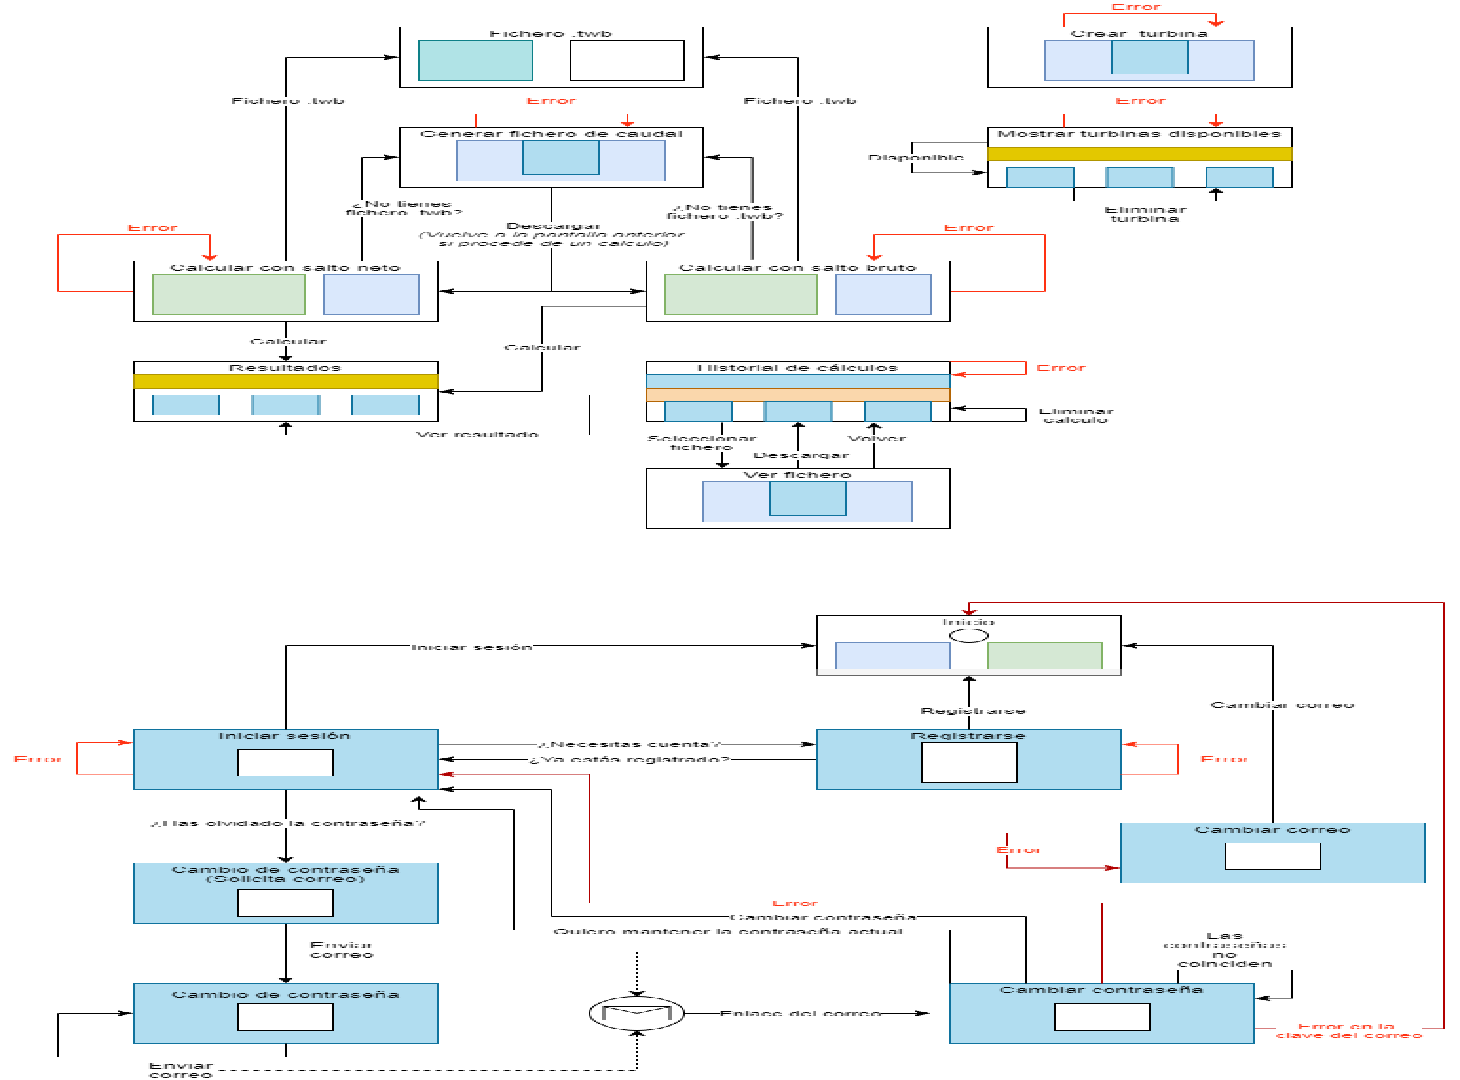 Error
Fichero .twb
Crear turbina
Fichero .twb
Error
Fichero .twb
Error
Generar fichero de caudal
Mostrar turbinas disponibles
Disponible
¿No tienes
fichero .twb?
¿No tienes
fichero .twb?
Eliminar
turbina
Descargar
(Vuelve a la pantalla anterior
si procede de un calculo)
Error
Error
Calcular con salto neto
Calcular con salto bruto
Calcular
Calcular
Resultados
Historial de cálculos
Error
Ver resultado
Eliminar
calculo
Seleccionar
fichero
Volver
Descargar
Ver fichero
Inicio
Iniciar sesión
Cambiar correo
Registrarse
Iniciar sesión
Registrarse
¿Necesitas cuenta?
Error
¿Ya estás registrado?
Error
¿Has olvidado la contraseña?
Cambiar correo
Error
Cambio de contraseña
(Solicita correo)
Error
Cambiar contraseña
Quiero mantener la contraseña actual
Las
contraseñas
no
coinciden
Enviar
correo
Cambio de contraseña
Cambiar contraseña
Enlace del correo
Error en la
clave del correo
Enviar
correo